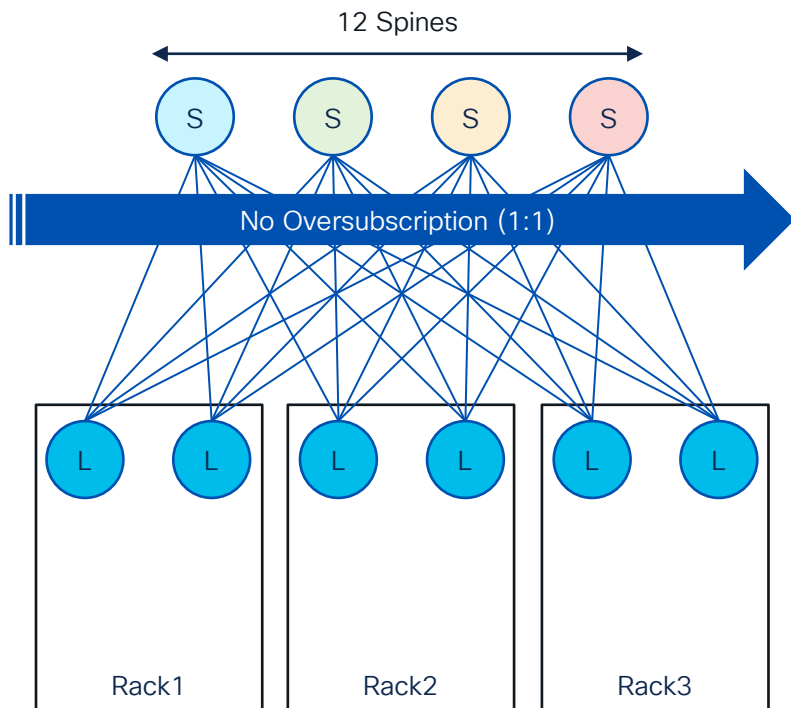 12 Spines
S S S S
No Oversubscription (1:1)
L L L L L L
Rack1 Rack2 Rack3